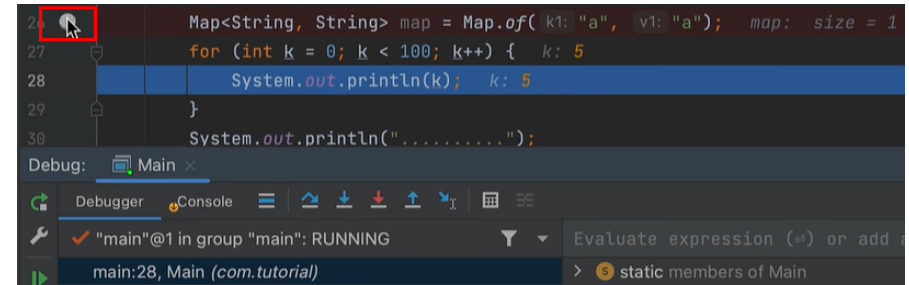 26 Map<String, String> map = Map.of( k1: "a", v1: "a"); map: size = 1
27 for (int k = 0; k < 100; k++) { k: 5
28 System.out.println(k); k: 5
29 }
30 System.out.println("..........");
Debug: Main ×
Debugger Console
"main"@1 in group "main": RUNNING Evaluate expression (⏎) or add a
main:28, Main (com.tutorial) > S static members of Main